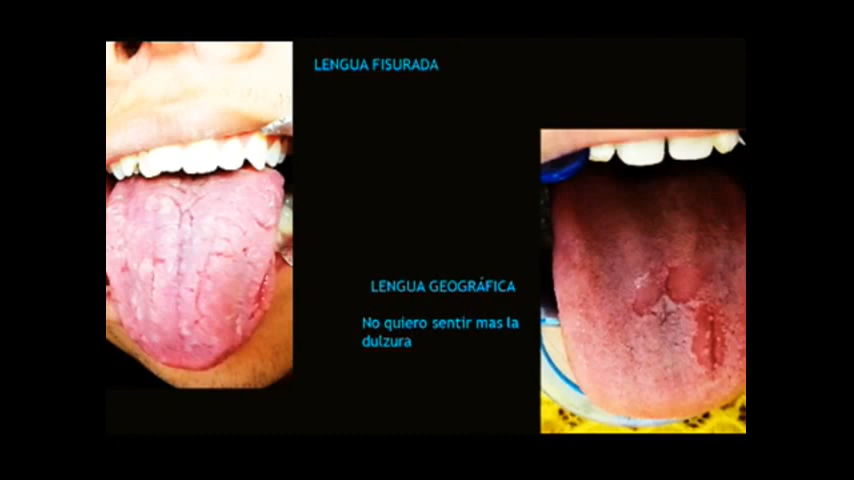 LENGUA FISURADA
LENGUA GEOGRÁFICA
No quiero sentir mas la
dulzura